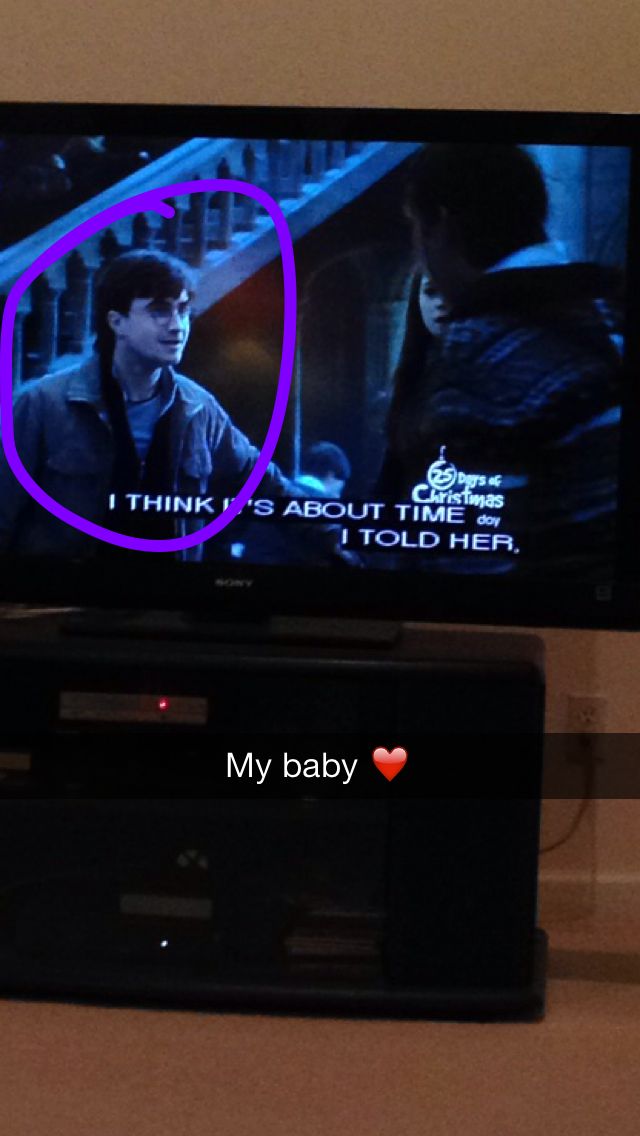 25 Days of
Christmas
day
I THINK IT'S ABOUT TIME
I TOLD HER.
SONY
My baby ❤️